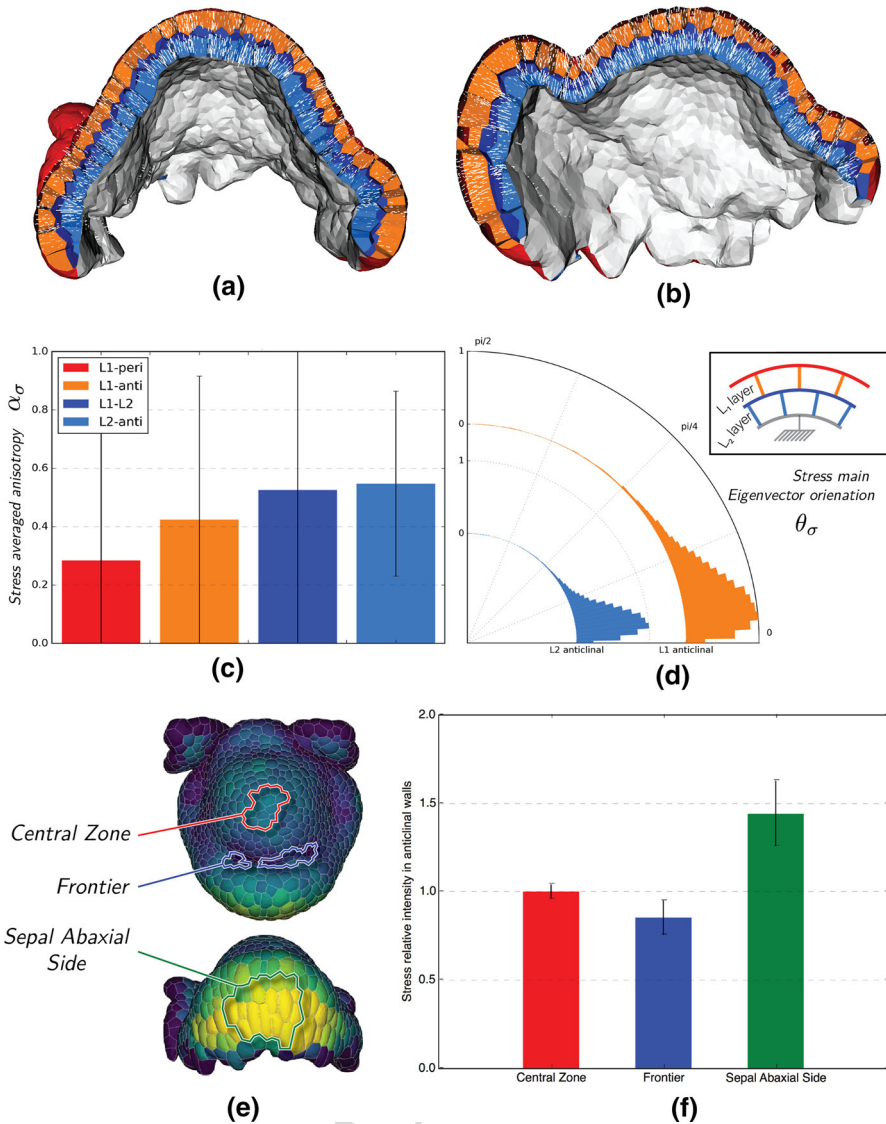 (a)
(b)
Stress averaged anisotropy ασ
1.0
0.8
0.6
0.4
0.2
0.0
L1-peri
L1-anti
L1-L2
L2-anti
(c)
pi/2
pi/4
1
0
1
0
0
L2 anticlinal
L1 anticlinal
L₁ layer
L₂ layer
Stress main
Eigenvector orienation
θσ
(d)
Central Zone
Frontier
Sepal Abaxial
Side
(e)
Stress relative intensity in anticlinal walls
2.0
1.5
1.0
0.5
0.0
Central Zone
Frontier
Sepal Abaxial Side
(f)